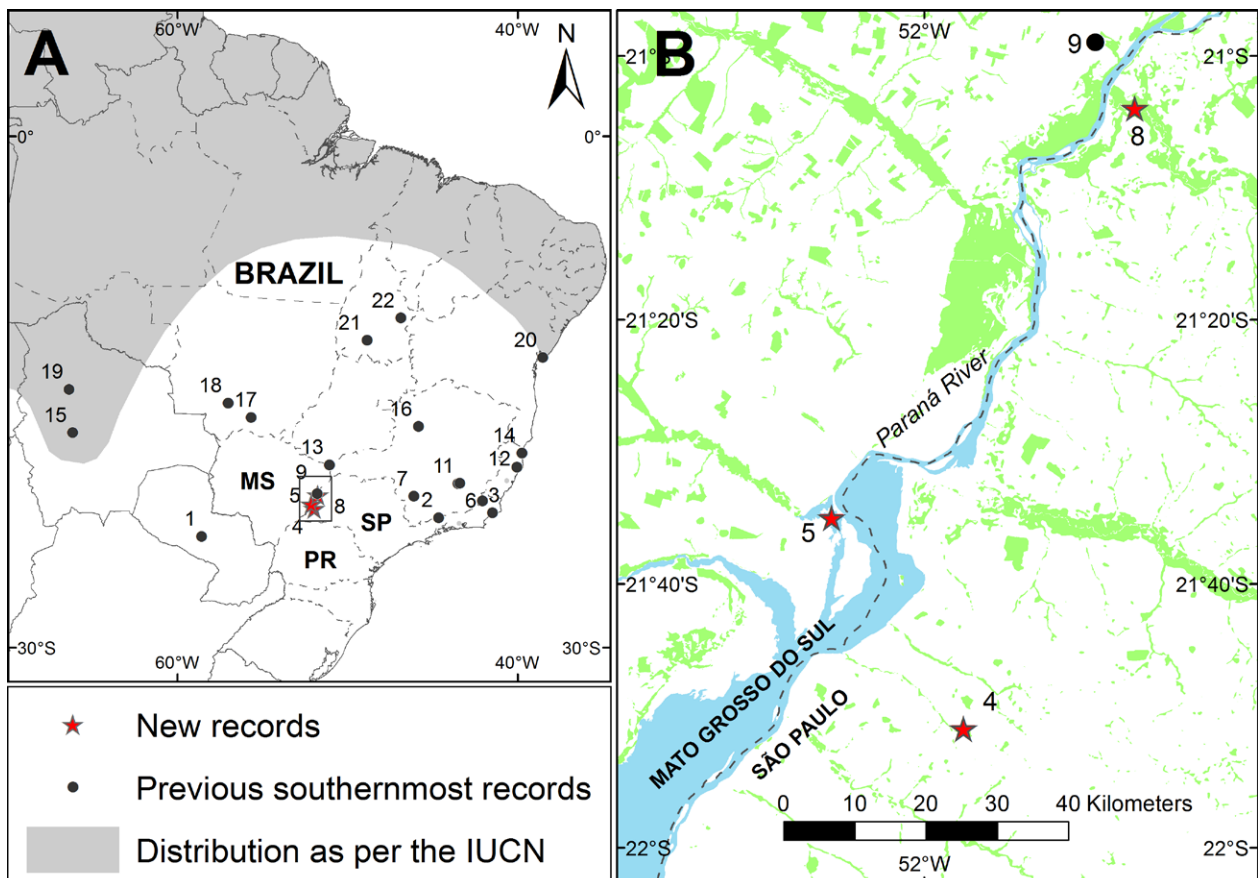 A
60°W
40°W
N
0°
0°
BRAZIL
22
21
20
19
18
17
15
16
14
13
12
MS
9
11
7
5
8
2
6
3
4
SP
1
PR
30°S
60°W
40°W
30°S
New records
Previous southernmost records
Distribution as per the IUCN
B
52°W
21°S
9
21°S
8
21°20'S
21°20'S
Paraná River
5
21°40'S
21°40'S
MATO GROSSO DO SUL
SÃO PAULO
4
0 10 20 30 40 Kilometers
22°S
52°W
22°S